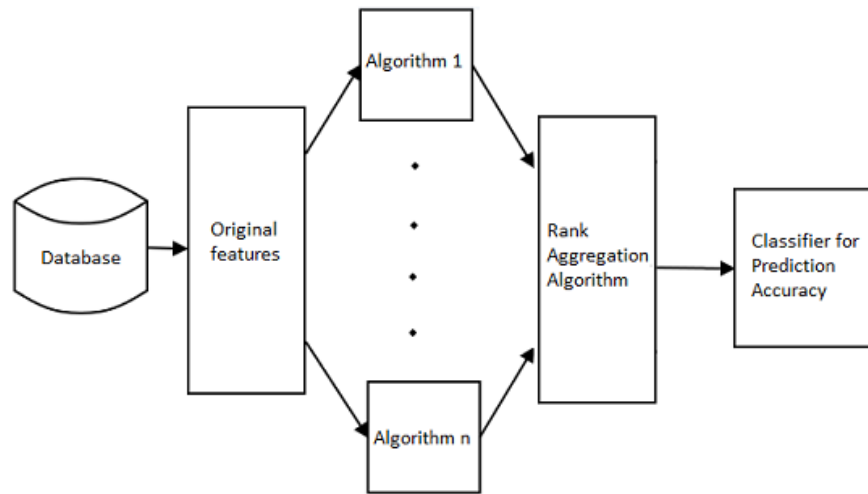 Algorithm 1
Database
Original
features
Rank
Aggregation
Algorithm
Classifier for
Prediction
Accuracy
Algorithm n